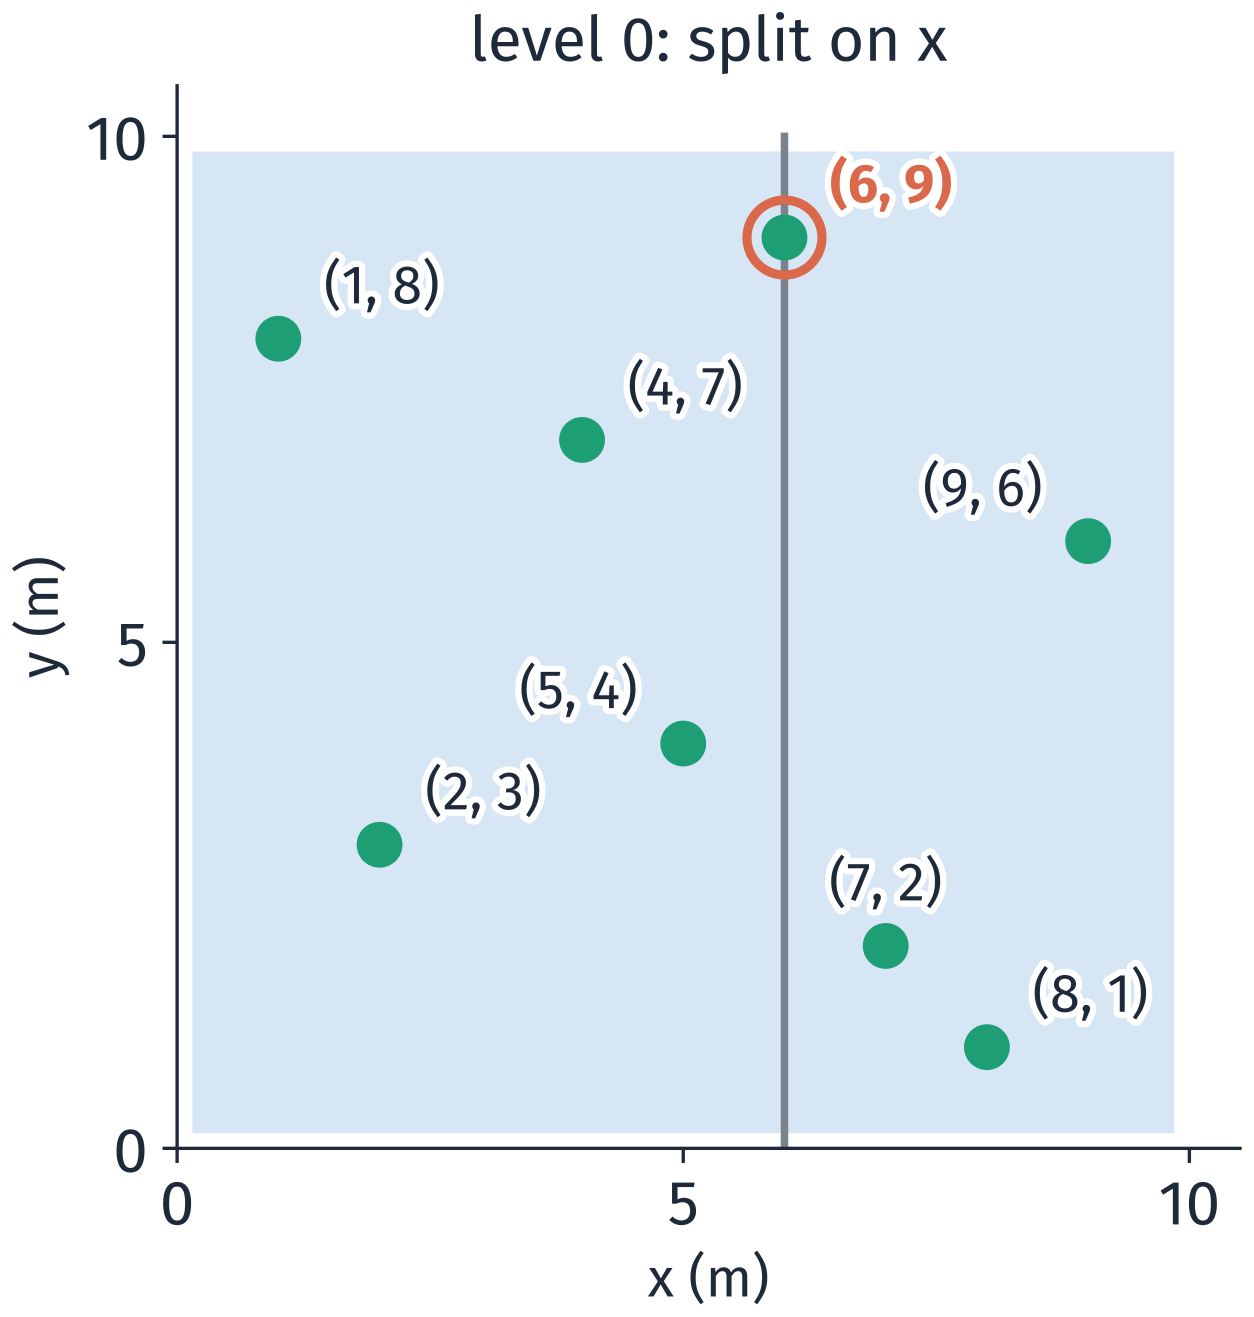 level 0: split on x
10
(6, 9)
(1, 8)
(4, 7)
(9, 6)
y (m)
5
(5, 4)
(2, 3)
(7, 2)
(8, 1)
0
0 5 10
x (m)